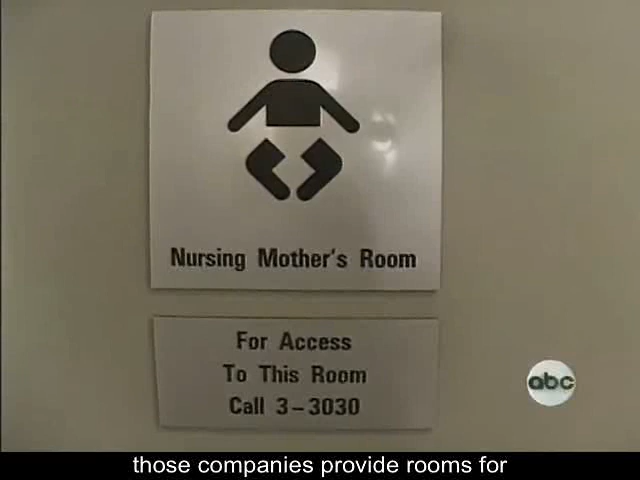 Nursing Mother's Room
For Access
To This Room
Call 3-3030
abc
those companies provide rooms for